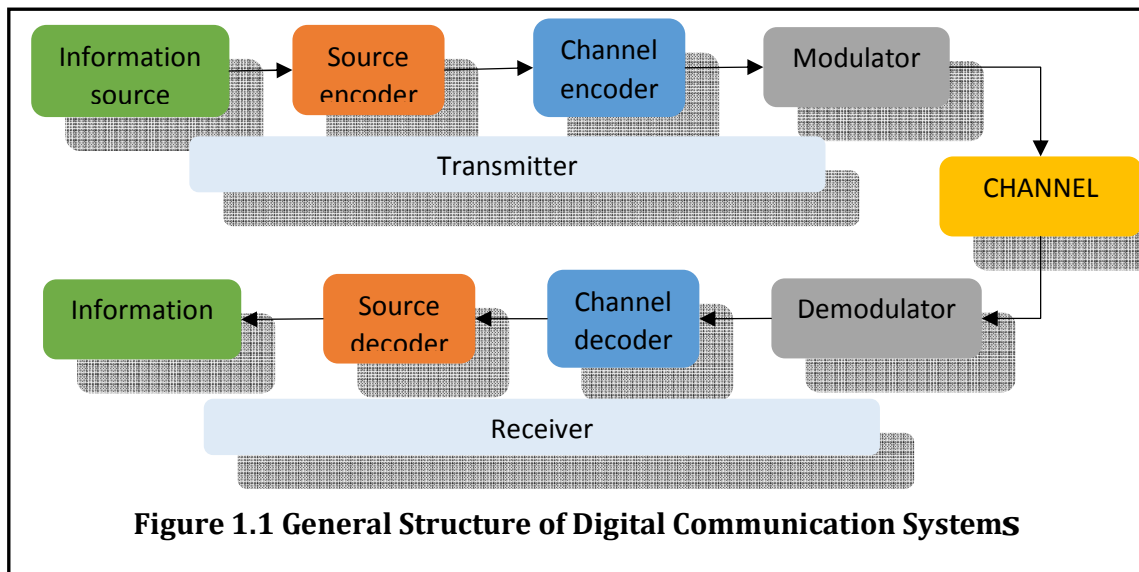 Information
source
Source
encoder
Channel
encoder
Modulator
Transmitter
CHANNEL
Information
Source
decoder
Channel
decoder
Demodulator
Receiver
Figure 1.1 General Structure of Digital Communication Systems